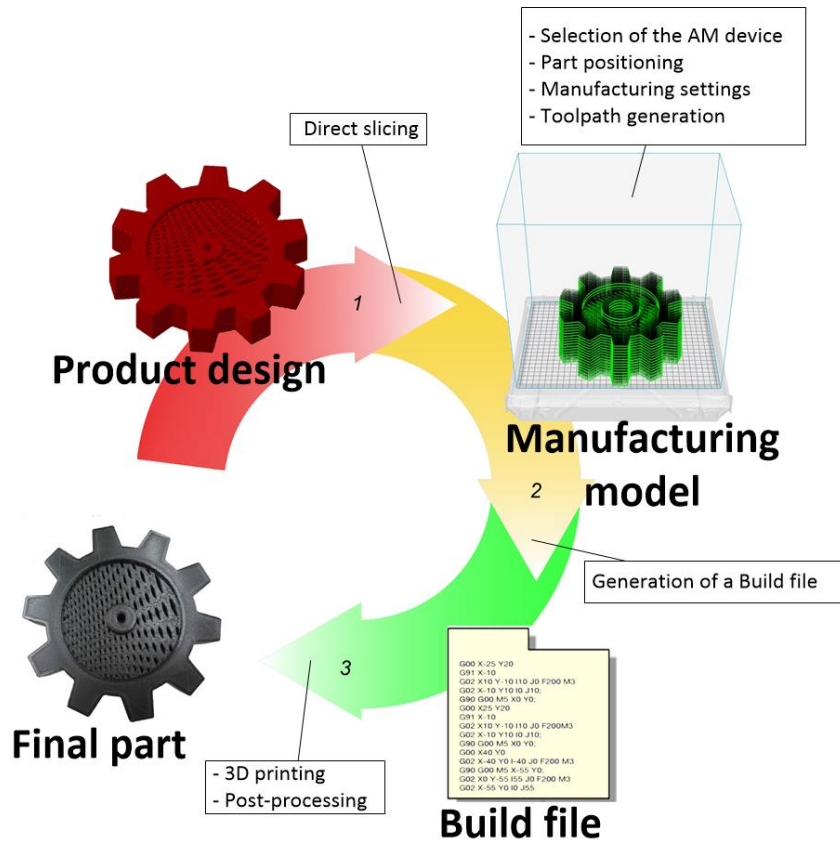 - Selection of the AM device
- Part positioning
- Manufacturing settings
- Toolpath generation
Direct slicing
1
Product design
Manufacturing
model
2
Generation of a Build file
G00 X-25 Y20
G91 X-10
G02 X10 Y-10 I10 J0 F200 M3
G02 X-10 Y10 I0 J10;
G90 G00 M5 X0 Y0;
G00 X25 Y20
G91 X-10
G02 X10 Y-10 I10 J0 F200M3
G02 X-10 Y10 I0 J10;
G90 G00 M5 X0 Y0;
G00 X40 Y0
G02 X-40 Y0 I-40 J0 F200 M3
G90 G00 M5 X-55 Y0;
G02 X0 Y-55 I55 J0 F200 M3
G02 X-55 Y0 I0 J55
Build file
3
- 3D printing
- Post-processing
Final part